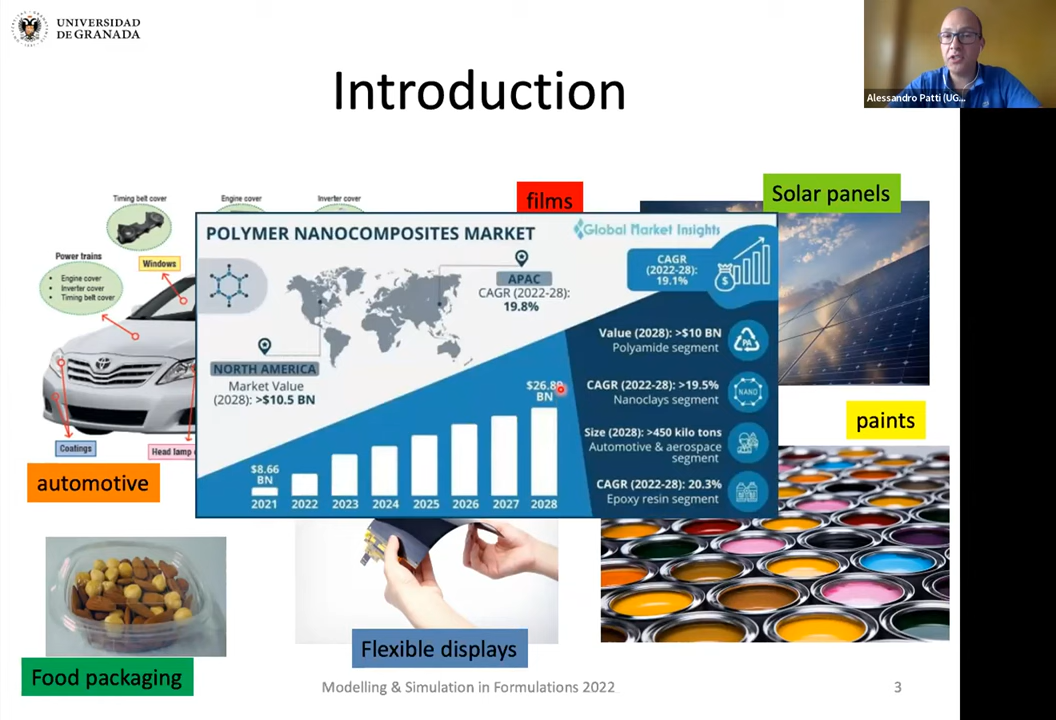 UNIVERSIDAD
DE GRANADA
Introduction
Alessandro Patti (UG...
Timing belt cover
Engine cover
Inverter cover
films
Solar panels
Power trains
• Engine cover
• Inverter cover
• Timing belt cover
Windows
Coatings
Head lamp
automotive
POLYMER NANOCOMPOSITES MARKET
Global Market Insights
CAGR
(2022-28):
19.1%
APAC
CAGR (2022-28):
19.8%
NORTH AMERICA
Market Value
(2028): >$10.5 BN
Value (2028): >$10 BN
Polyamide segment
PA
CAGR (2022-28): >19.5%
Nanoclays segment
NANO
Size (2028): >450 kilo tons
Automotive & aerospace
segment
CAGR (2022-28): 20.3%
Epoxy resin segment
$8.66
BN
BN
2021 2022 2023 2024 2025 2026 2027 2028
paints
Food packaging
Flexible displays
Modelling & Simulation in Formulations 2022
3